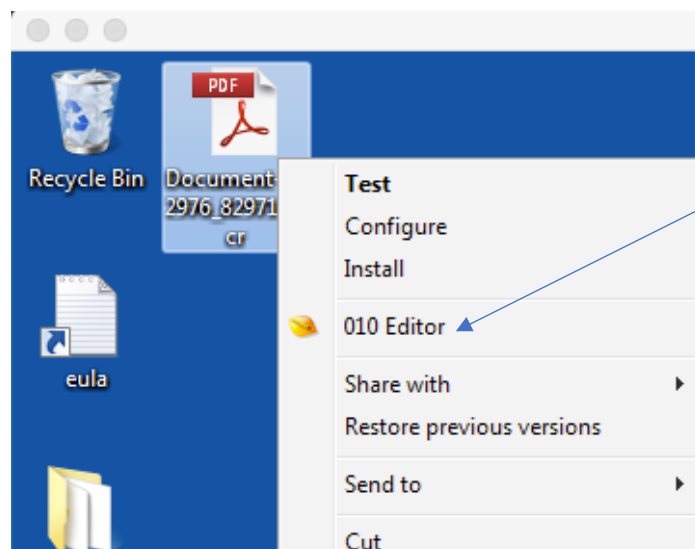 PDF
Recycle Bin
Document
2976_82971
cr
eula
Test
Configure
Install
010 Editor
Share with
Restore previous versions
Send to
Cut